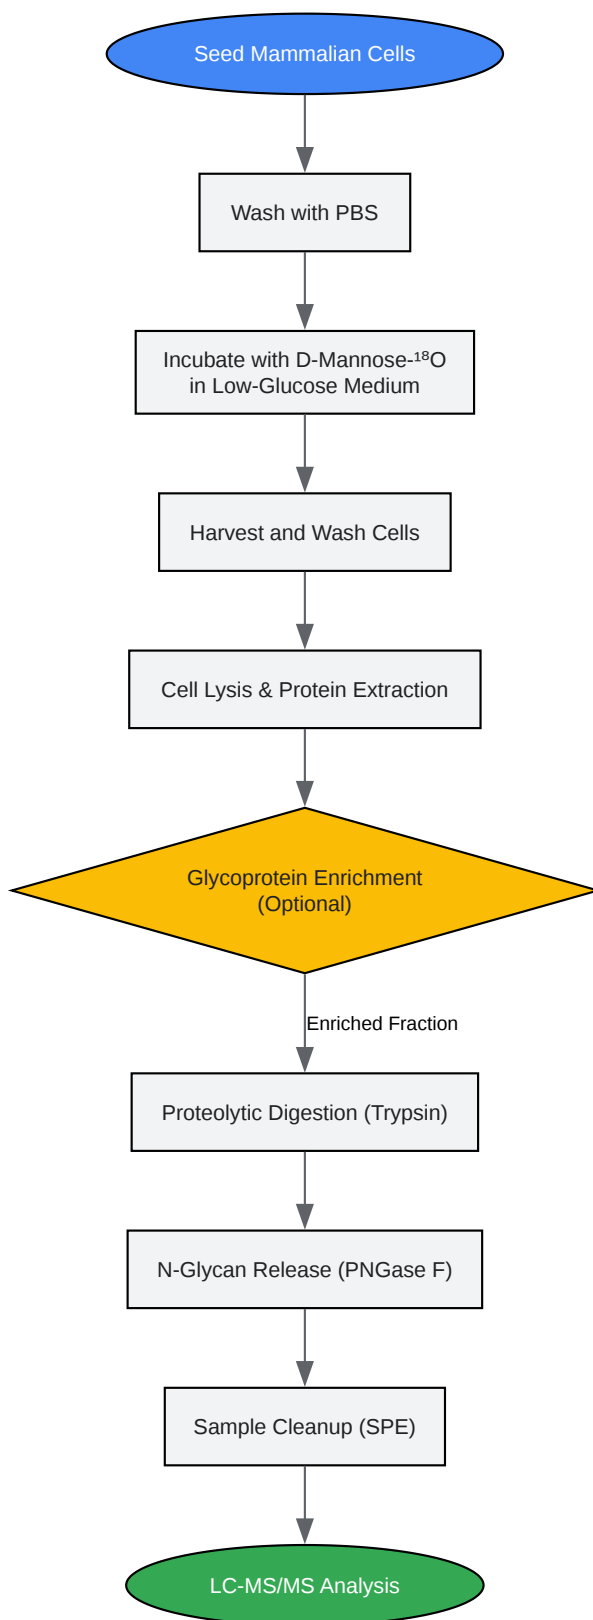 Seed Mammalian Cells
Wash with PBS
Incubate with D-Mannose-¹⁸O
in Low-Glucose Medium
Harvest and Wash Cells
Cell Lysis & Protein Extraction
Glycoprotein Enrichment
(Optional)
Enriched Fraction
Proteolytic Digestion (Trypsin)
N-Glycan Release (PNGase F)
Sample Cleanup (SPE)
LC-MS/MS Analysis